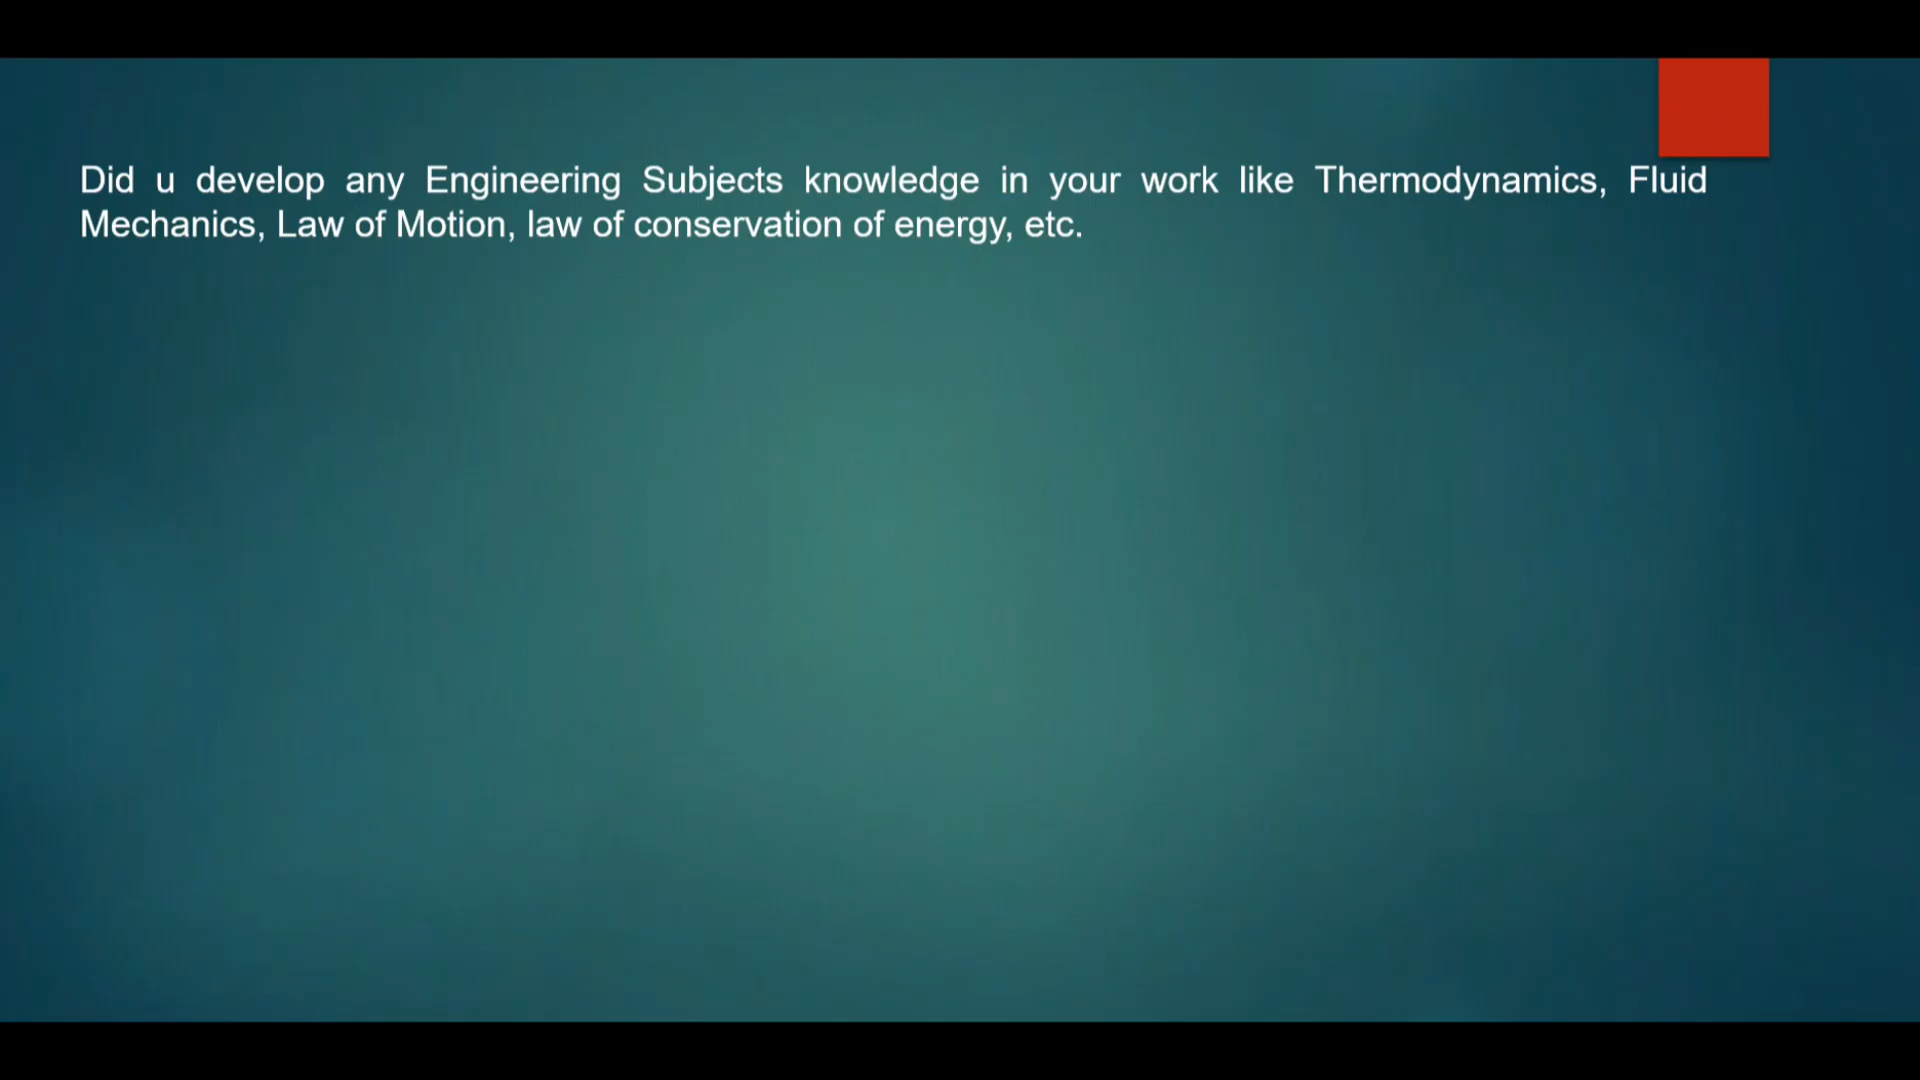 Did u develop any Engineering Subjects knowledge in your work like Thermodynamics, Fluid
Mechanics, Law of Motion, law of conservation of energy, etc.